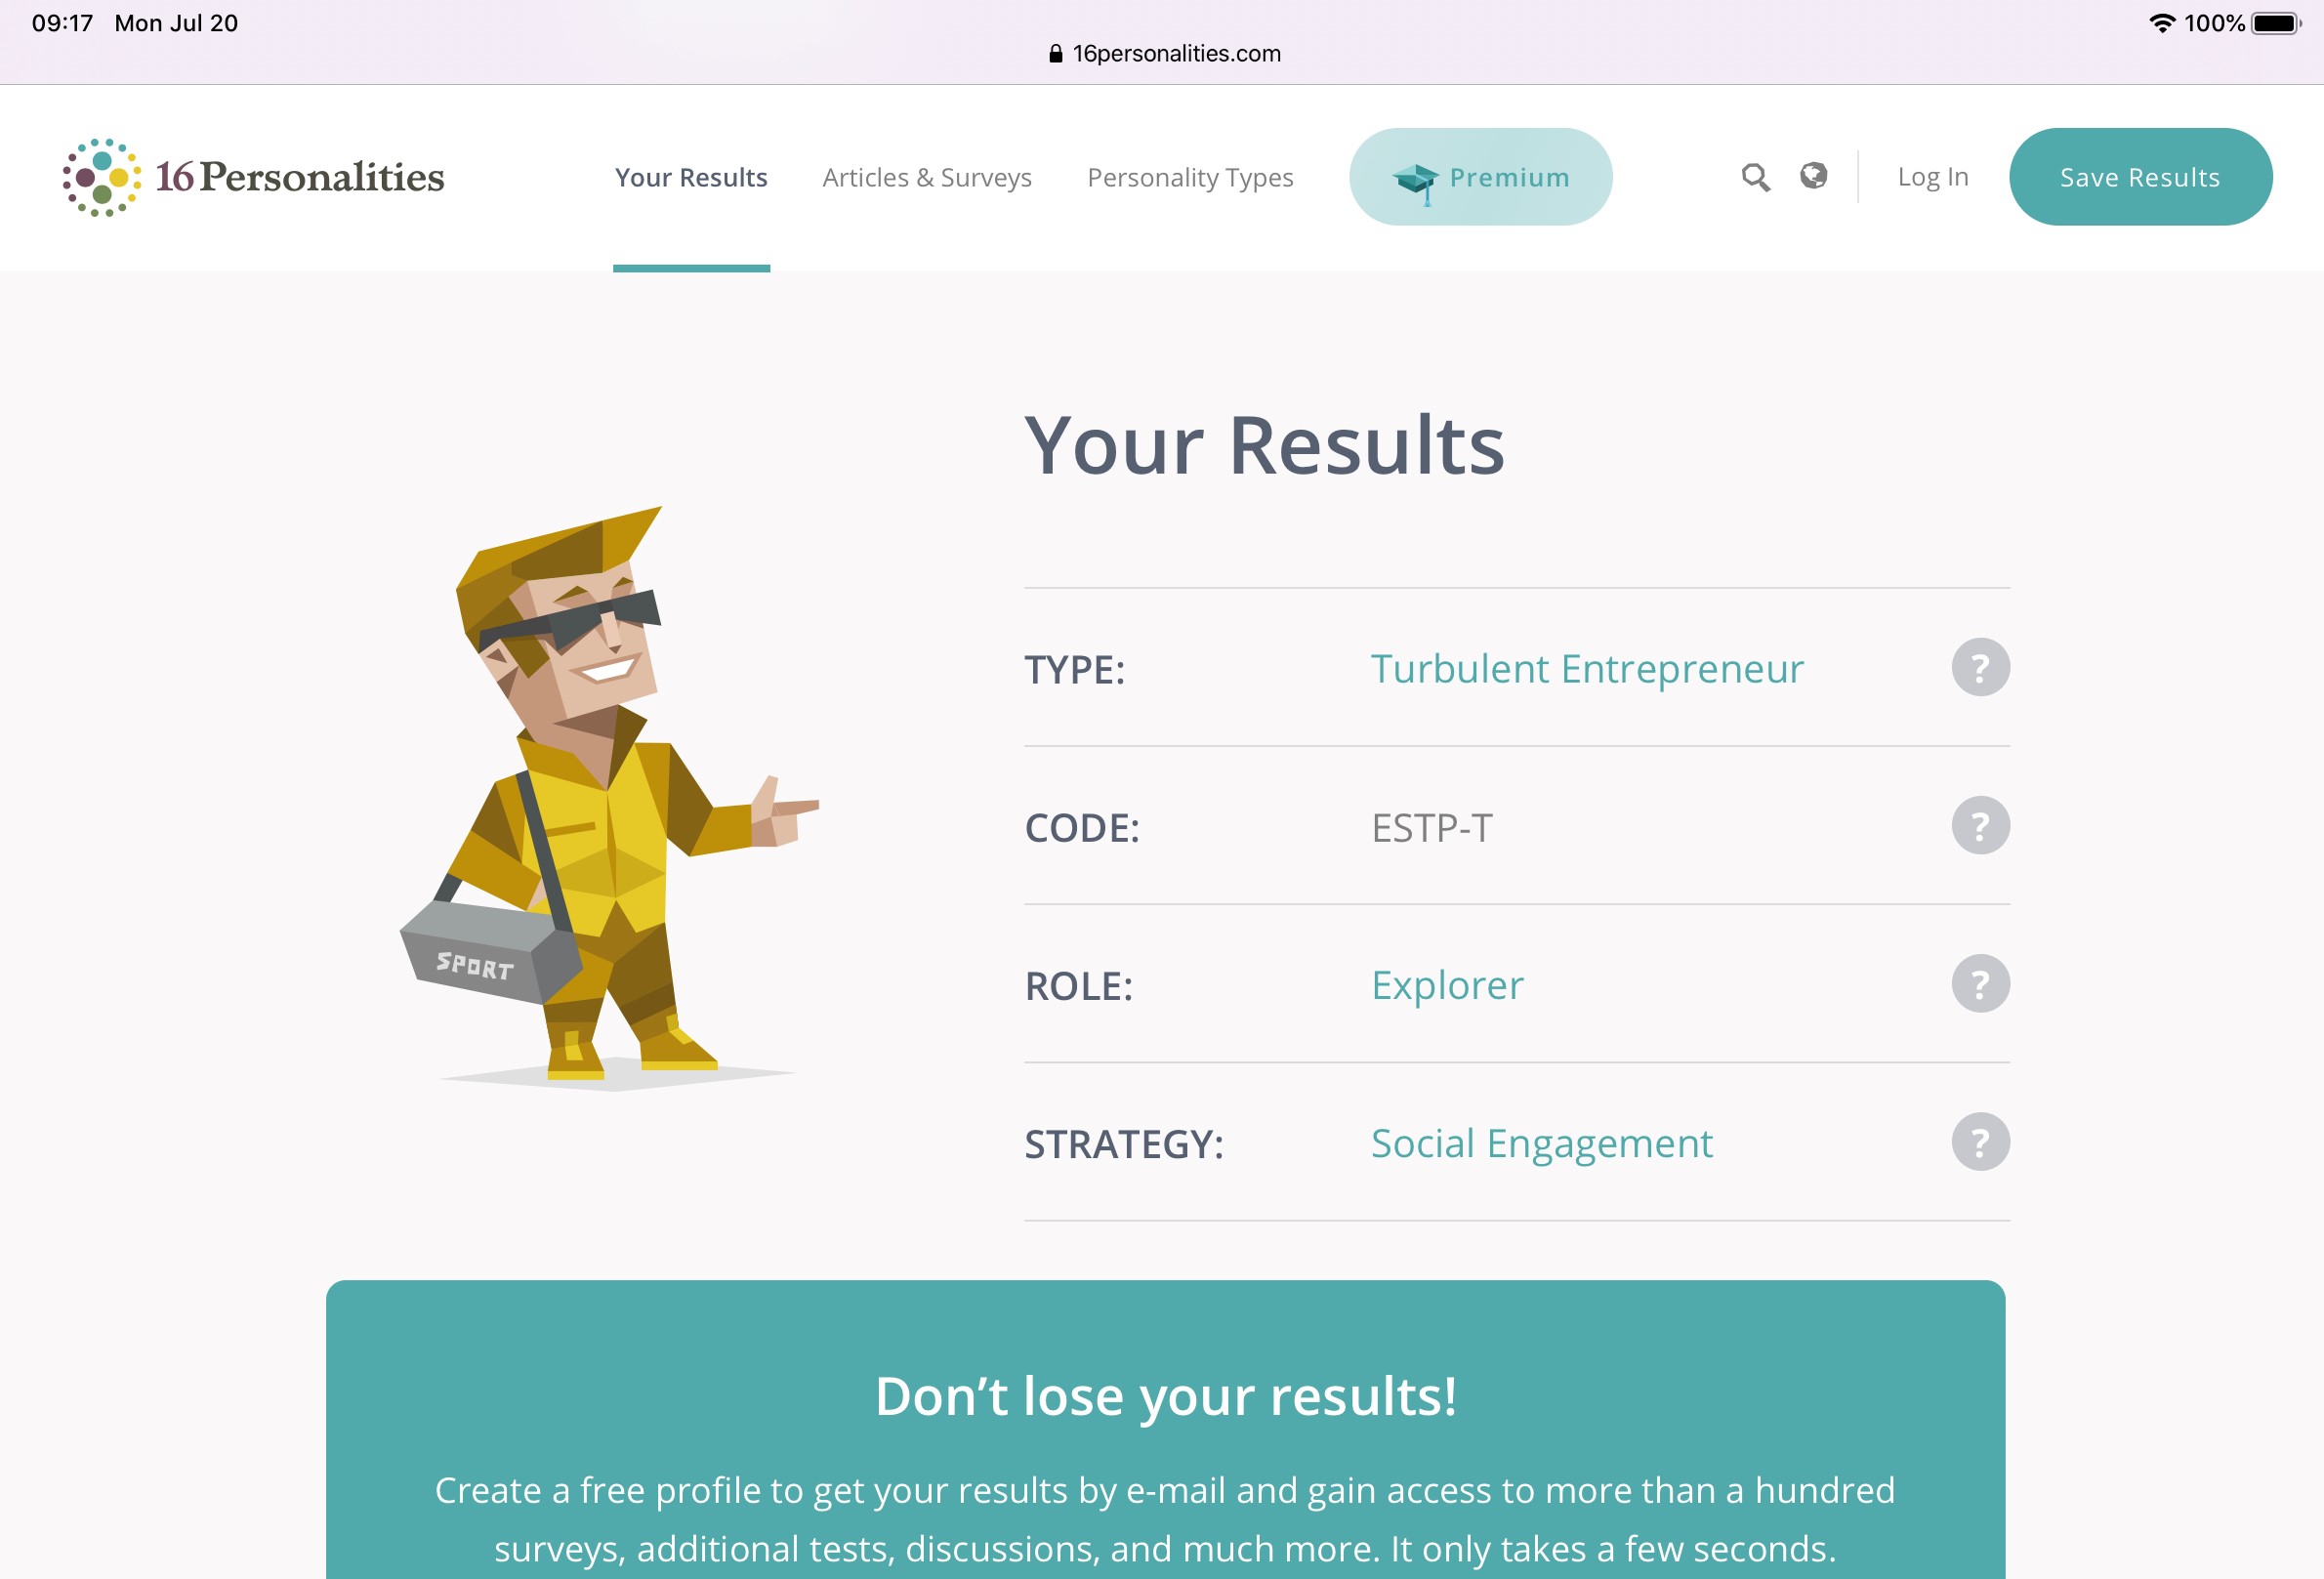 09:17 Mon Jul 20
100%
16personalities.com
16Personalities
Your Results
Articles & Surveys
Personality Types
Premium
Log In
Save Results
Your Results
TYPE: Turbulent Entrepreneur ?
CODE: ESTP-T ?
ROLE: Explorer ?
STRATEGY: Social Engagement ?
SPORT
Don’t lose your results!
Create a free profile to get your results by e-mail and gain access to more than a hundred
surveys, additional tests, discussions, and much more. It only takes a few seconds.